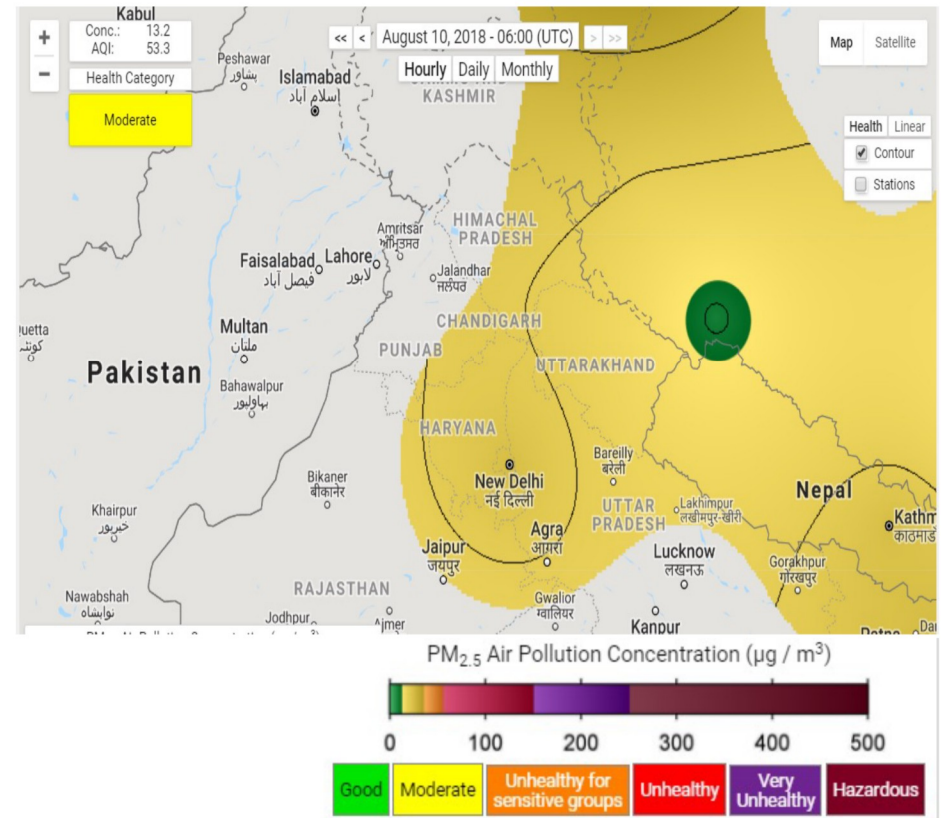 Kabul
+
Conc.: 13.2
AQI: 53.3
<< < August 10, 2018 - 06:00 (UTC) > >>
Map Satellite
Peshawar
پشاور
Health Category
Islamabad
اسلام آباد
Hourly Daily Monthly
−
KASHMIR
Moderate
Health Linear
Contour
Stations
HIMACHAL
PRADESH
Amritsar
ਅੰਮ੍ਰਿਤਸਰ
Faisalabad
فیصل آباد
Lahore
لاہور
Jalandhar
ਜਲੰਧਰ
CHANDIGARH
Multan
ملتان
PUNJAB
UTTARAKHAND
Pakistan
Bahawalpur
بہاولپور
HARYANA
Bareilly
बरेली
New Delhi
नई दिल्ली
Bikaner
बीकानेर
Nepal
UTTAR
PRADESH
Lakhimpur
लखीमपुर-खीरी
Khairpur
خیرپور
Kathm
काठमाड
Agra
आगरा
Jaipur
जयपुर
Lucknow
लखनऊ
Gorakhpur
गोरखपुर
RAJASTHAN
Nawabshah
نوابشاہ
Gwalior
ग्वालियर
Jodhpur
Ajmer
Kanpur
PM₂.₅ Air Pollution Concentration (µg / m³)
0 100 200 300 400 500
Good Moderate Unhealthy for sensitive groups Unhealthy Very Unhealthy Hazardous